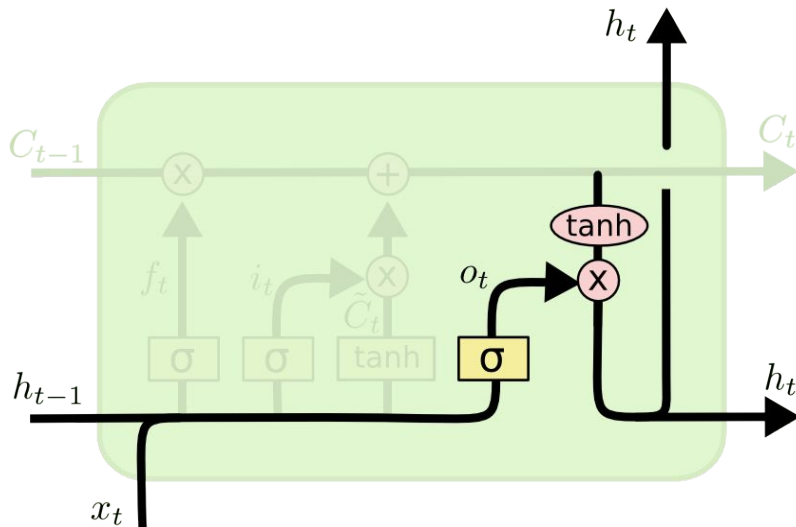 h_t
C_{t-1}
C_t
x
+
tanh
f_t
i_t
x
o_t
x
C̃_t
σ
σ
tanh
σ
h_{t-1}
h_t
x_t